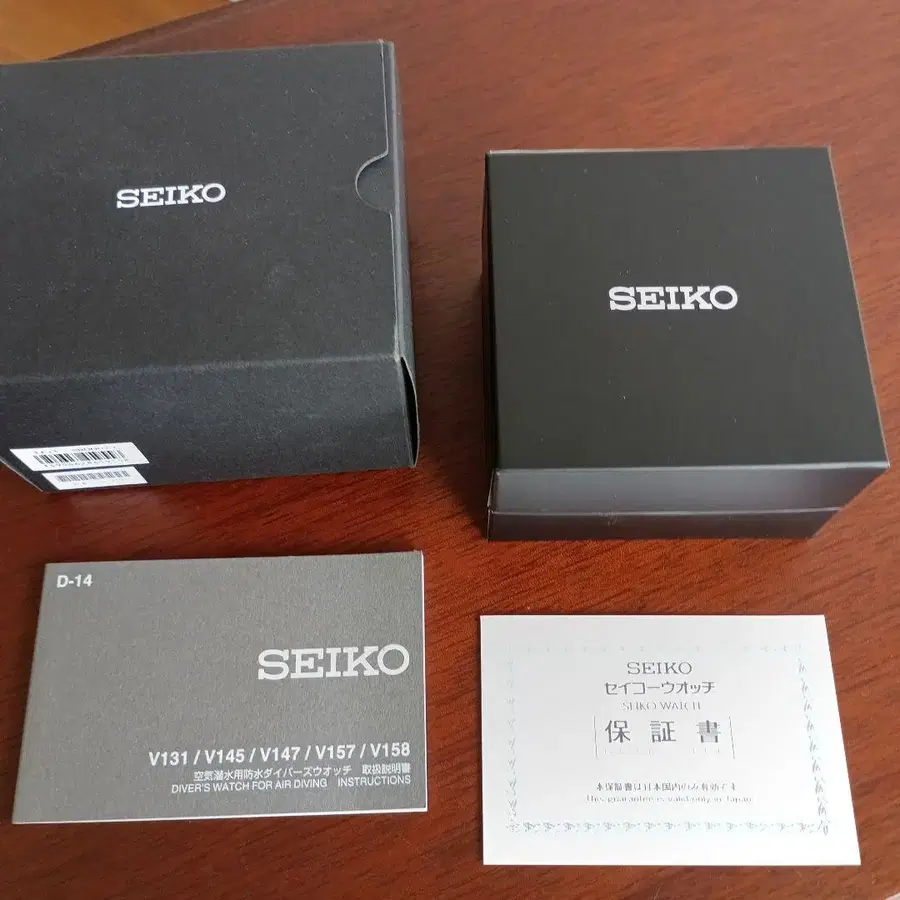 SEIKO
SEIKO
D-14
SEIKO
V131 / V145 / V147 / V157 / V158
空気潜水用防水ダイバーズウオッチ 取扱説明書
DIVER'S WATCH FOR AIR DIVING INSTRUCTIONS
SEIKO
セイコーウオッチ
SEIKO WATCH
保証書
本保証書は日本国内のみ有効です
This guarantee is valid only in Japan